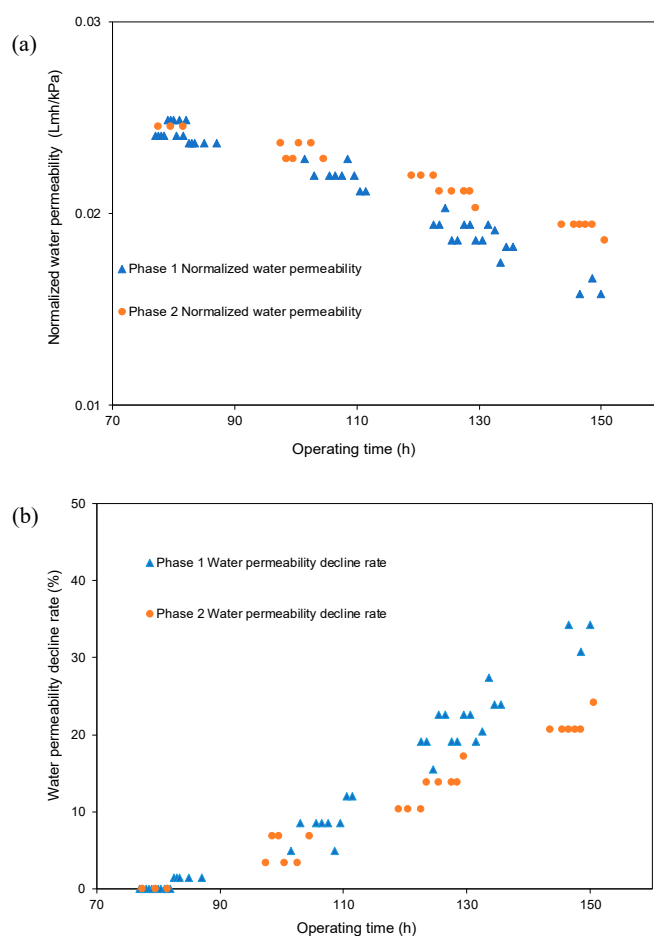 (a)
Normalized water permeability (Lmh/kPa)
0.03
0.02
0.01
Phase 1 Normalized water permeability
Phase 2 Normalized water permeability
70 90 110 130 150
Operating time (h)
(b)
Water permeability decline rate (%)
50
40
30
20
10
0
Phase 1 Water permeability decline rate
Phase 2 Water permeability decline rate
70 90 110 130 150
Operating time (h)